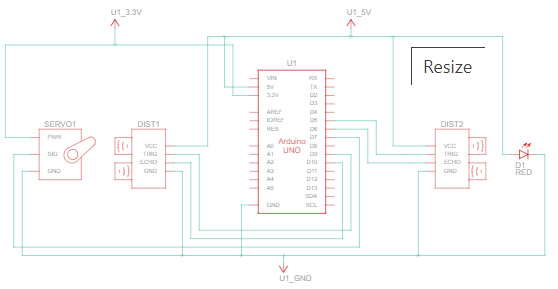 U1_3.3V
U1_5V
Resize
U1
VIN
5V
3.3V
AREF
IOREF
RES
A0
A1
A2
A3
A4
A5
GND
Arduino
UNO
RX
TX
D2
D3
D4
D5
D6
D7
D8
D9
D10
D11
D12
D13
SDA
SCL
SERVO1
PWR
SIG
GND
DIST1
VCC
TRIG
ECHO
GND
DIST2
VCC
TRIG
ECHO
GND
D1
RED
U1_GND